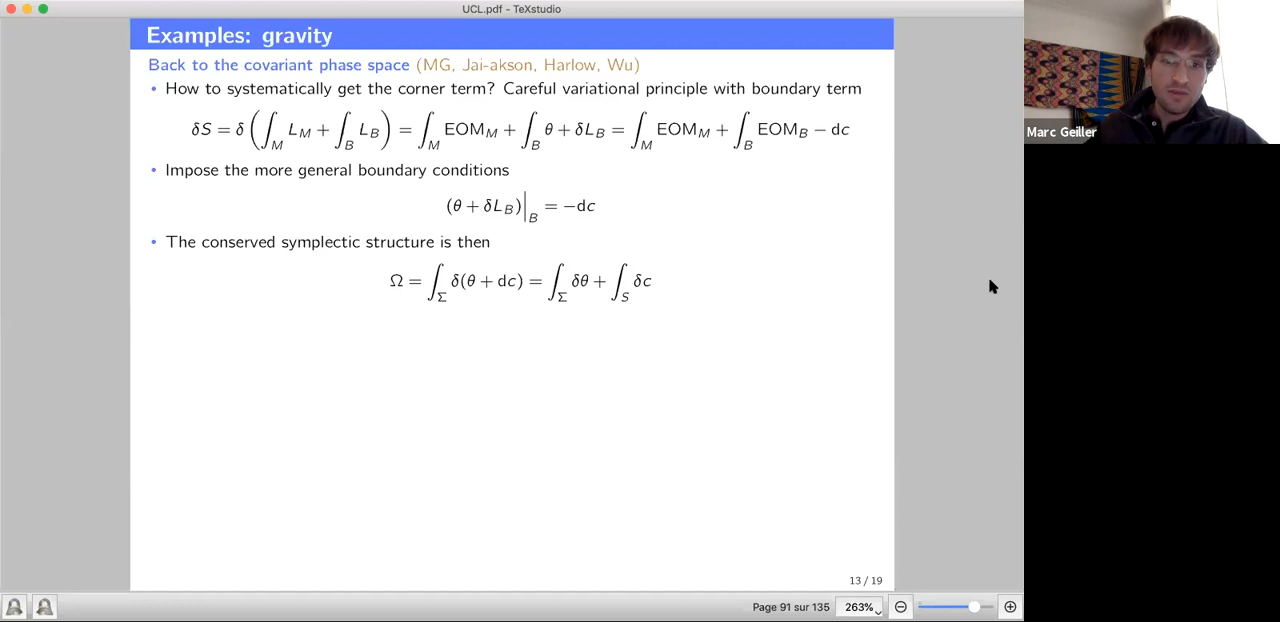 UCL.pdf - TeXstudio
Examples: gravity
Back to the covariant phase space (MG, Jai-akson, Harlow, Wu)
• How to systematically get the corner term? Careful variational principle with boundary term
δS = δ(∫_M L_M + ∫_B L_B) = ∫_M EOM_M + ∫_B θ + δL_B = ∫_M EOM_M + ∫_B EOM_B − dc
• Impose the more general boundary conditions
(θ + δL_B)|_B = −dc
• The conserved symplectic structure is then
Ω = ∫_Σ δ(θ + dc) = ∫_Σ δθ + ∫_S δc
13 / 19
Page 91 sur 135
263%
Marc Geiller